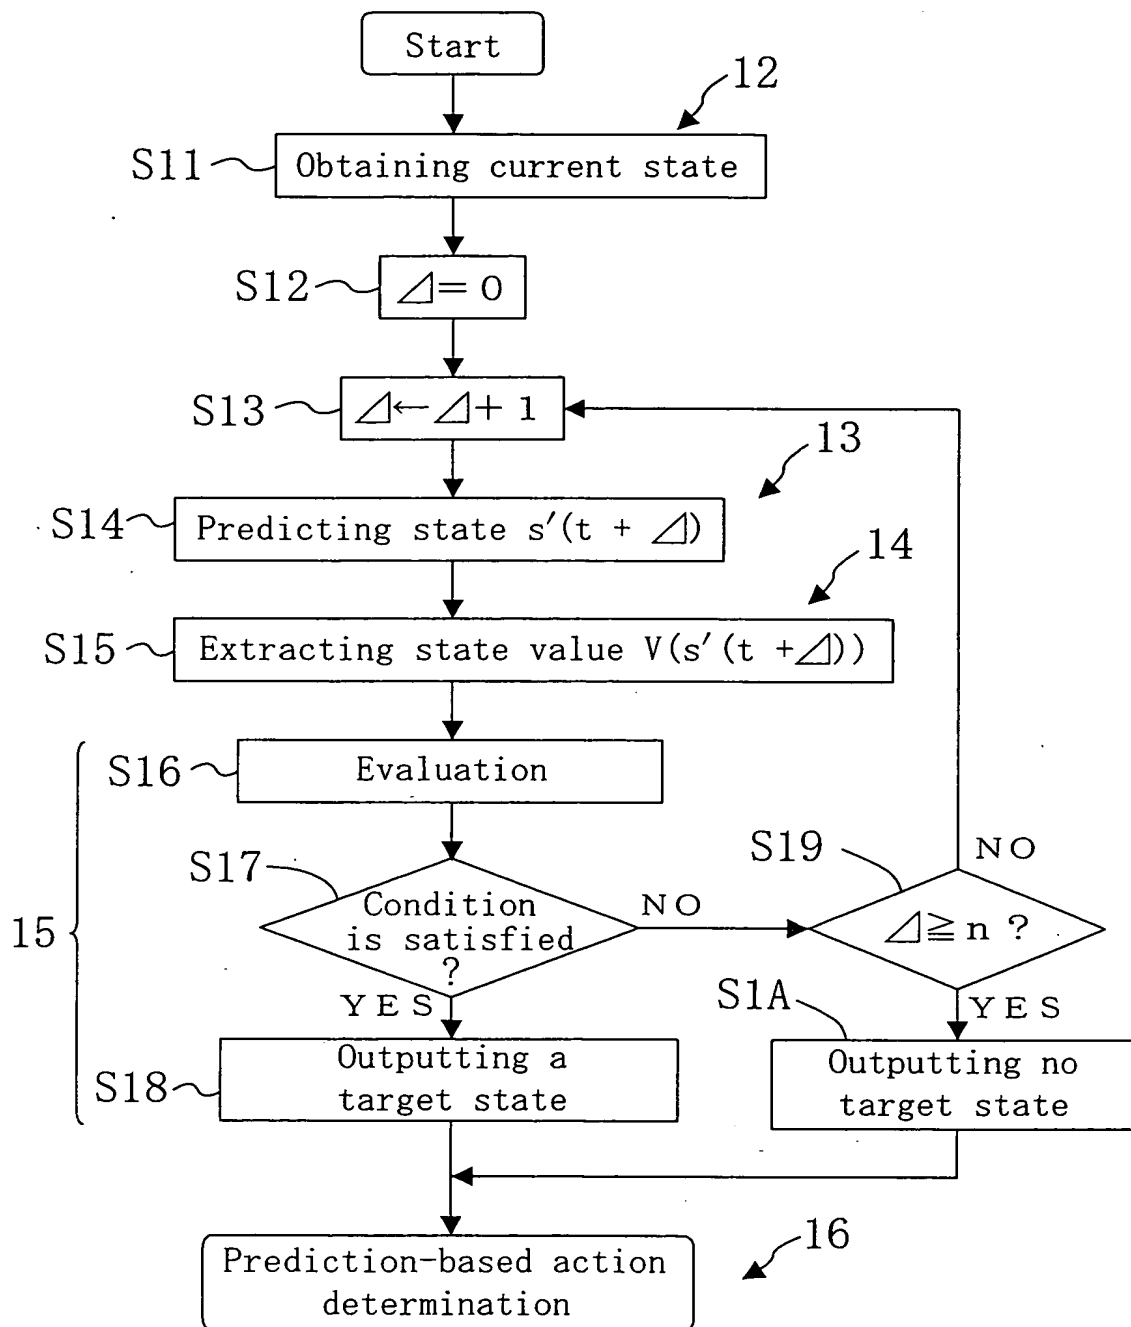 Start
12
S11
Obtaining current state
S12
⊿= 0
S13
⊿←⊿+ 1
13
S14
Predicting state s′(t + ⊿)
14
S15
Extracting state value V(s′(t +⊿))
S16
Evaluation
15
S17
Condition
is satisfied
?
NO
YES
S19
NO
⊿≧n ?
YES
S1A
S18
Outputting a
target state
Outputting no
target state
16
Prediction-based action
determination